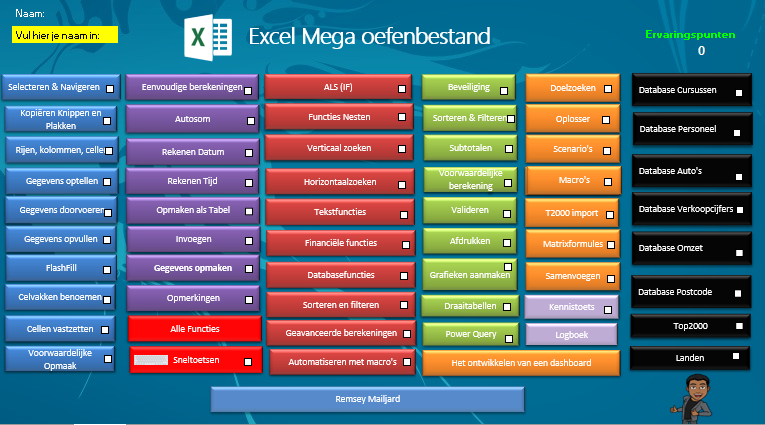 Naam:
Vul hier je naam in:
Excel Mega oefenbestand
Ervaringspunten
0
Selecteren & Navigeren
Kopiëren Knippen en
Plakken
Rijen, kolommen, celle
Gegevens optellen
Gegevens doorvoeren
Gegevens opvullen
FlashFill
Celvakken benoemen
Cellen vastzetten
Voorwaardelijke
Opmaak
Eenvoudige berekeningen
Autosom
Rekenen Datum
Rekenen Tijd
Opmaken als Tabel
Invoegen
Gegevens opmaken
Opmerkingen
Alle Functies
Sneltoetsen
ALS (IF)
Functies Nesten
Verticaal zoeken
Horizontaalzoeken
Tekstfuncties
Financiële functies
Databasefuncties
Sorteren en filteren
Geavanceerde berekeningen
Automatiseren met macro's
Beveiliging
Sorteren & Filteren
Subtotalen
Voorwaardelijke
berekening
Valideren
Afdrukken
Grafieken aanmaken
Draaitabellen
Power Query
Doelzoeken
Oplosser
Scenario's
Macro's
T2000 import
Matrixformules
Samenvoegen
Kennistoets
Logboek
Het ontwikkelen van een dashboard
Database Cursussen
Database Personeel
Database Auto's
Database Verkoopcijfers
Database Omzet
Database Postcode
Top2000
Landen
Remsey Mailjard